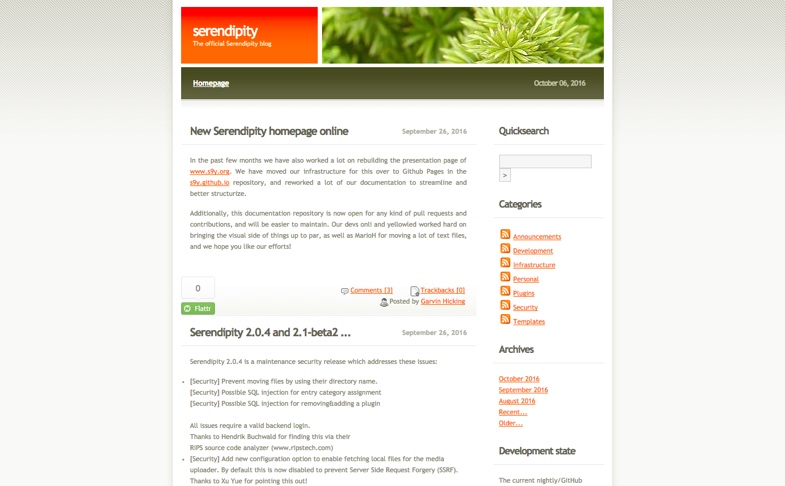 serendipity
The official Serendipity blog
Homepage
October 06, 2016
New Serendipity homepage online
September 26, 2016
In the past few months we have also worked a lot on rebuilding the presentation page of
www.s9y.org. We have moved our infrastructure for this over to Github Pages in the
s9y.github.io repository, and reworked a lot of our documentation to streamline and
better structurize.
Additionally, this documentation repository is now open for any kind of pull requests and
contributions, and will be easier to maintain. Our devs onli and yellowled worked hard on
bringing the visual side of things up to par, as well as MarioH for moving a lot of text files,
and we hope you like our efforts!
0
Flattr
Comments [3]
Trackbacks [0]
Posted by Garvin Hicking
Serendipity 2.0.4 and 2.1-beta2 ...
September 26, 2016
Serendipity 2.0.4 is a maintenance security release which addresses these issues:
[Security] Prevent moving files by using their directory name.
[Security] Possible SQL injection for entry category assignment
[Security] Possible SQL injection for removing&adding a plugin
All issues require a valid backend login.
Thanks to Hendrik Buchwald for finding this via their
RIPS source code analyzer (www.ripstech.com)
[Security] Add new configuration option to enable fetching local files for the media
uploader. By default this is now disabled to prevent Server Side Request Forgery (SSRF).
Thanks to Xu Yue for pointing this out!
Quicksearch
>
Categories
Announcements
Development
Infrastructure
Personal
Plugins
Security
Templates
Archives
October 2016
September 2016
August 2016
Recent...
Older...
Development state
The current nightly/GitHub